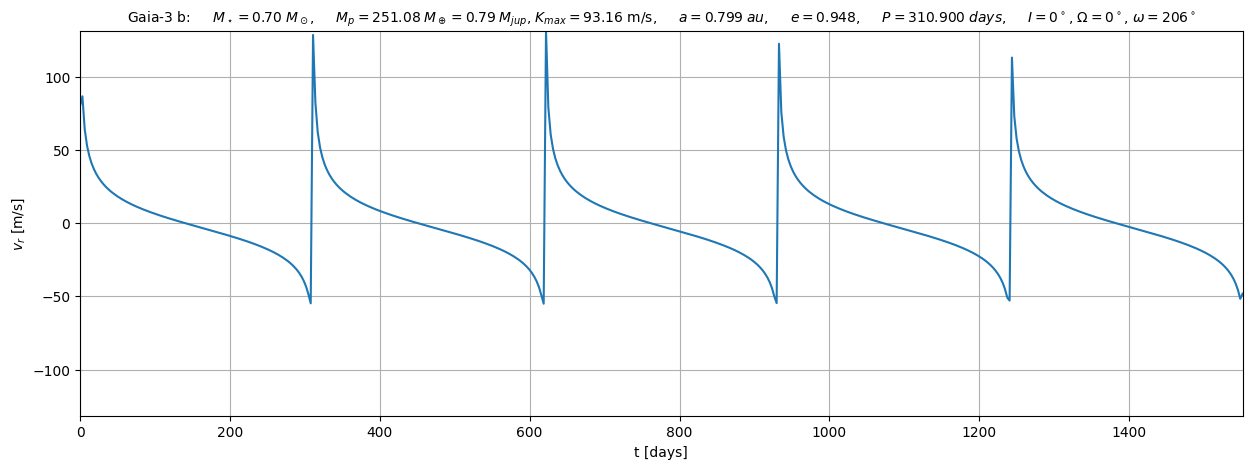 Gaia-3 b: M⋆ = 0.70 M⊙, Mp = 251.08 M⊕ = 0.79 Mjup, Kmax = 93.16 m/s, a = 0.799 au, e = 0.948, P = 310.900 days, I = 0°, Ω = 0°, ω = 206°
100
50
0
−50
−100
vr [m/s]
0 200 400 600 800 1000 1200 1400
t [days]